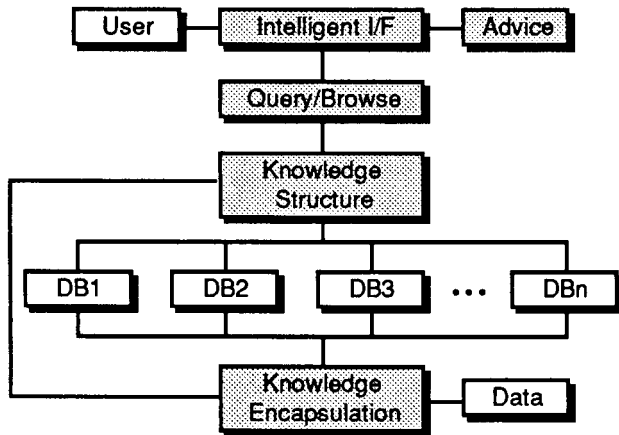 User
Intelligent I/F
Advice
Query/Browse
Knowledge
Structure
DB1
DB2
DB3
•••
DBn
Knowledge
Encapsulation
Data